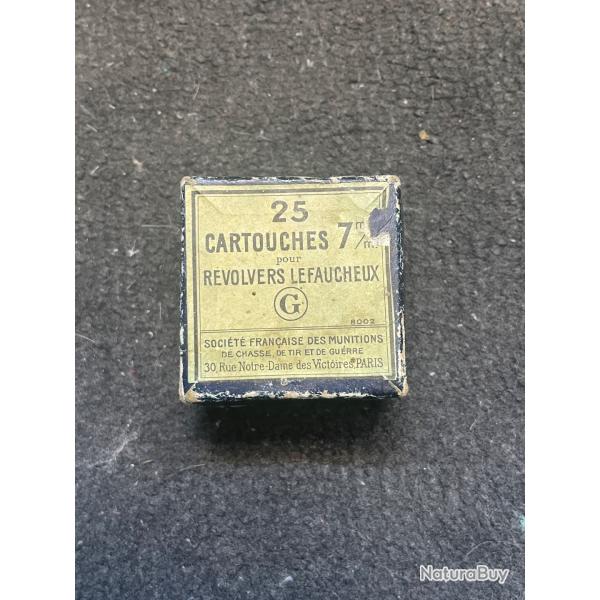 25
CARTOUCHES 7 m/m
pour
REVOLVERS LEFAUCHEUX
G
8002
SOCIÉTÉ FRANÇAISE DES MUNITIONS
DE CHASSE, DE TIR ET DE GUERRE
30, Rue Notre-Dame des Victoires, PARIS
NaturaBuy